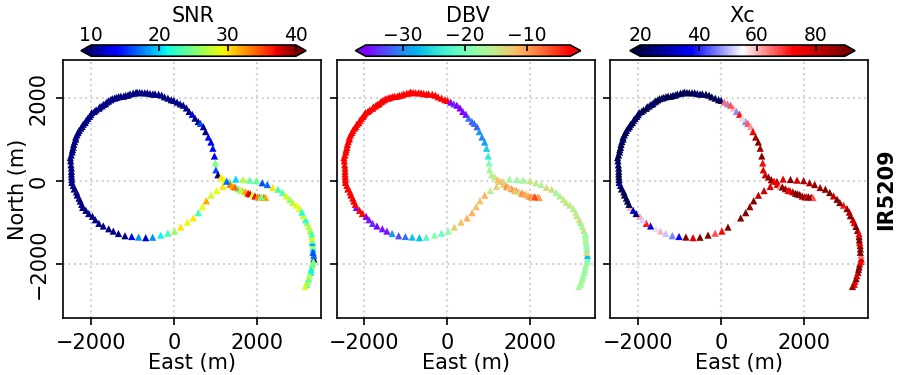 SNR DBV Xc
10 20 30 40 −30 −20 −10 20 40 60 80
2000
0
−2000
North (m)
−2000 0 2000 −2000 0 2000 −2000 0 2000
East (m) East (m) East (m)
IR5209